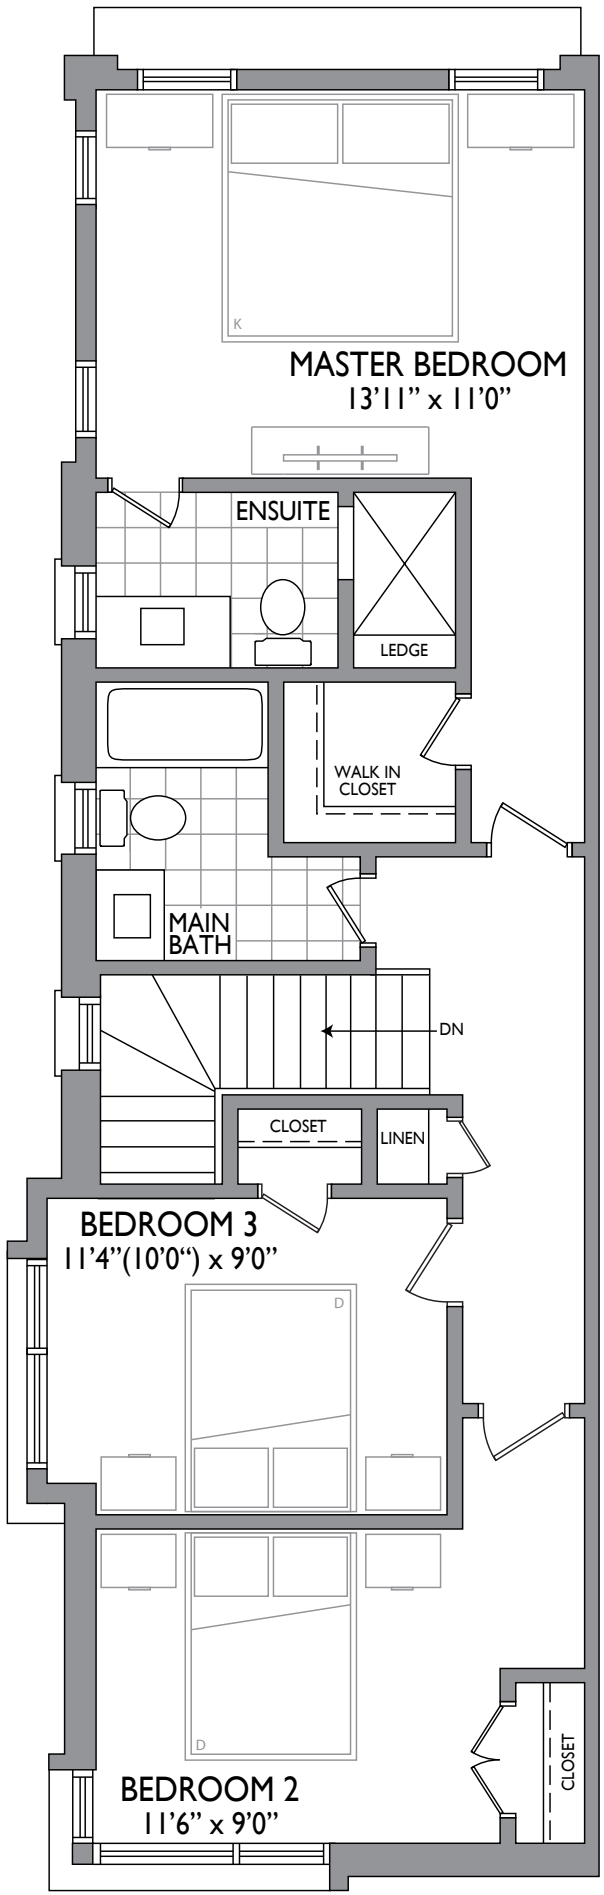 K
MASTER BEDROOM
13’11” x 11’0”
ENSUITE
LEDGE
WALK IN
CLOSET
MAIN
BATH
DN
CLOSET
LINEN
BEDROOM 3
11’4”(10’0“) x 9’0”
D
D
CLOSET
BEDROOM 2
11’6” x 9’0”